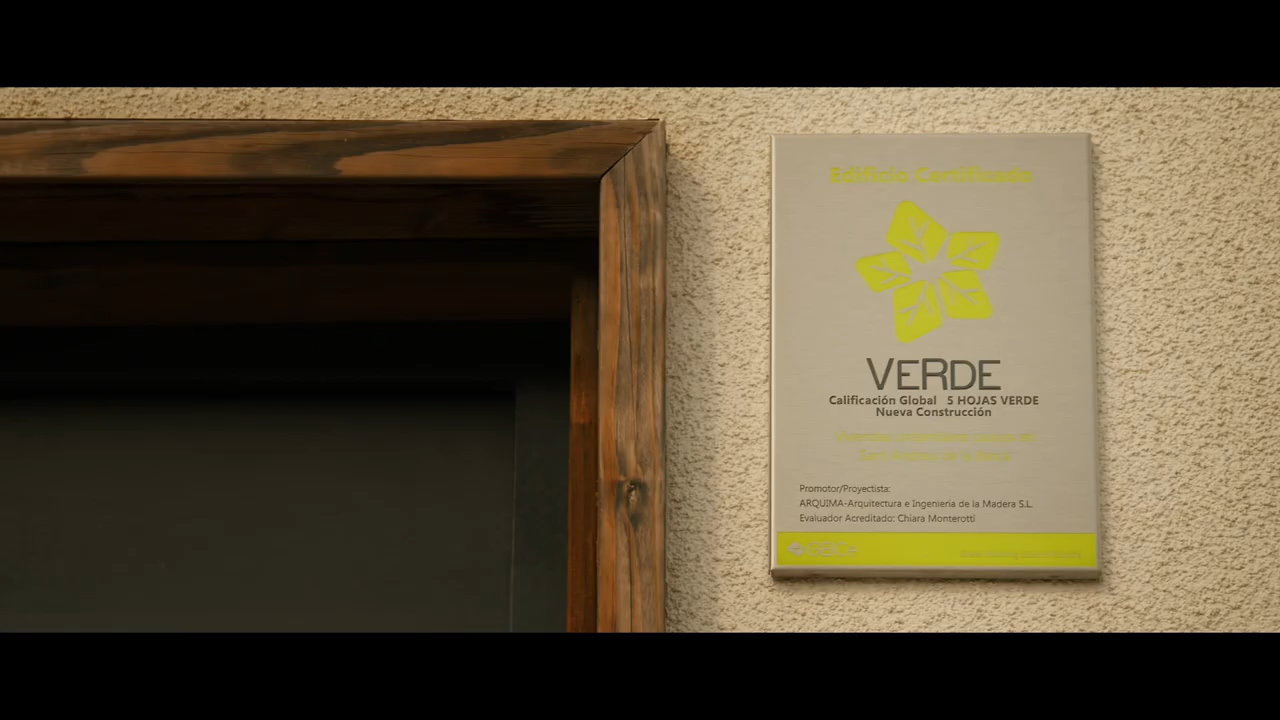 Edificio Certificado
VERDE
Calificación Global 5 HOJAS VERDE
Nueva Construcción
Promotor/Proyectista:
ARQUIMA-Arquitectura e Ingeniería de la Madera S.L.
Evaluador Acreditado: Chiara Monterotti
GBCe